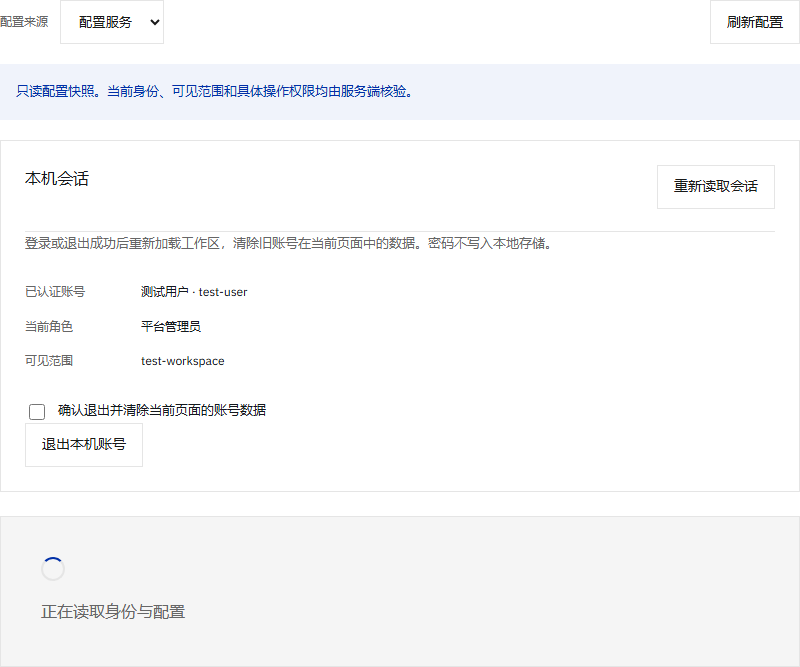 配置来源
配置服务
刷新配置
只读配置快照。当前身份、可见范围和具体操作权限均由服务端核验。
本机会话
重新读取会话
登录或退出成功后重新加载工作区，清除旧账号在当前页面中的数据。密码不写入本地存储。
已认证账号 测试用户 · test-user
当前角色 平台管理员
可见范围 test-workspace
确认退出并清除当前页面的账号数据
退出本机账号
正在读取身份与配置